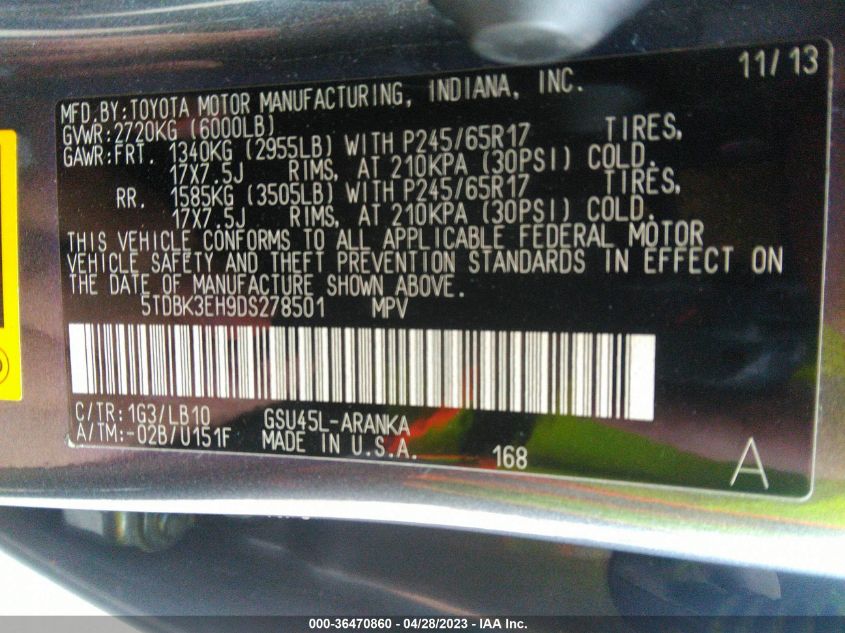 11/13
MFD.BY:TOYOTA MOTOR MANUFACTURING, INDIANA, INC.
GVWR:2720KG (6000LB)
GAWR:FRT. 1340KG (2955LB) WITH P245/65R17 TIRES,
17X7.5J RIMS, AT 210KPA (30PSI) COLD.
RR. 1585KG (3505LB) WITH P245/65R17 TIRES,
17X7.5J RIMS, AT 210KPA (30PSI) COLD.
THIS VEHICLE CONFORMS TO ALL APPLICABLE FEDERAL MOTOR
VEHICLE SAFETY AND THEFT PREVENTION STANDARDS IN EFFECT ON
THE DATE OF MANUFACTURE SHOWN ABOVE.
5TDBK3EH9DS278501 MPV
C/TR:1G3/LB10 GSU45L-ARANKA
A/TM:-02B/U151F MADE IN U.S.A. 168
A
000-36470860 - 04/28/2023 - IAA Inc.